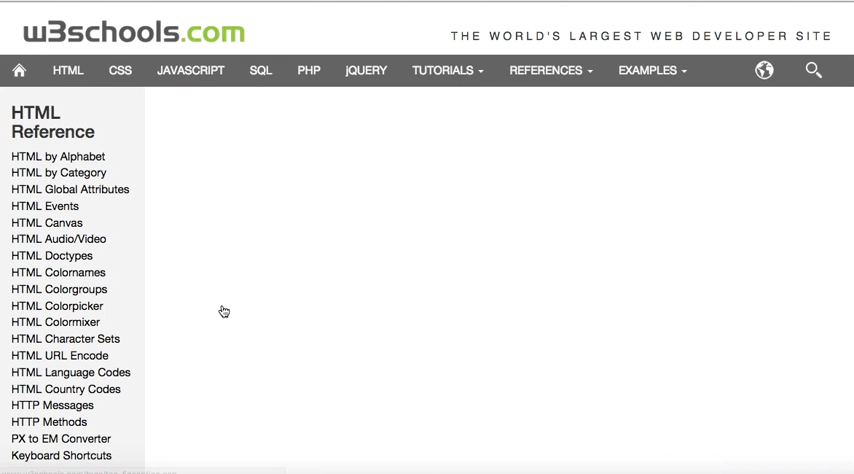 w3schools.com
THE WORLD'S LARGEST WEB DEVELOPER SITE
HTML CSS JAVASCRIPT SQL PHP jQUERY TUTORIALS REFERENCES EXAMPLES
HTML
Reference
HTML by Alphabet
HTML by Category
HTML Global Attributes
HTML Events
HTML Canvas
HTML Audio/Video
HTML Doctypes
HTML Colornames
HTML Colorgroups
HTML Colorpicker
HTML Colormixer
HTML Character Sets
HTML URL Encode
HTML Language Codes
HTML Country Codes
HTTP Messages
HTTP Methods
PX to EM Converter
Keyboard Shortcuts